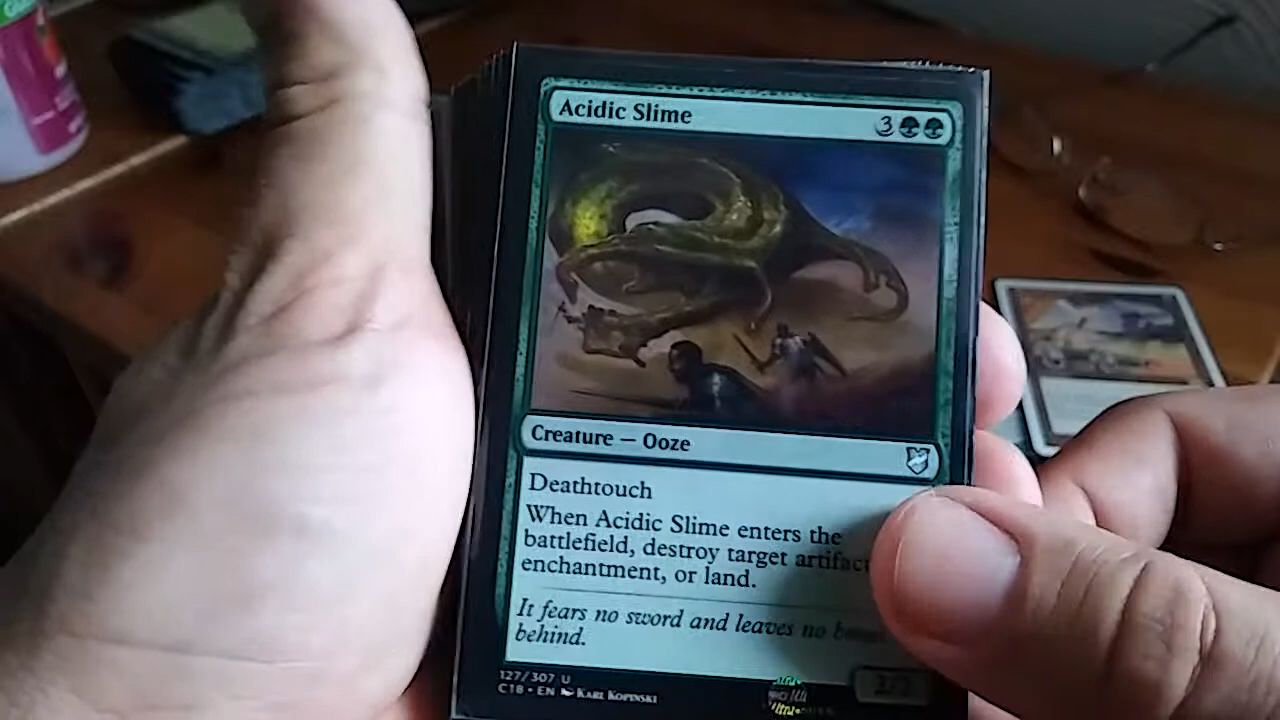 Acidic Slime 3
Creature — Ooze
Deathtouch
When Acidic Slime enters the
battlefield, destroy target artifact
enchantment, or land.
It fears no sword and leaves no
behind.
127/307 U
C18 • EN Karl Kopinski